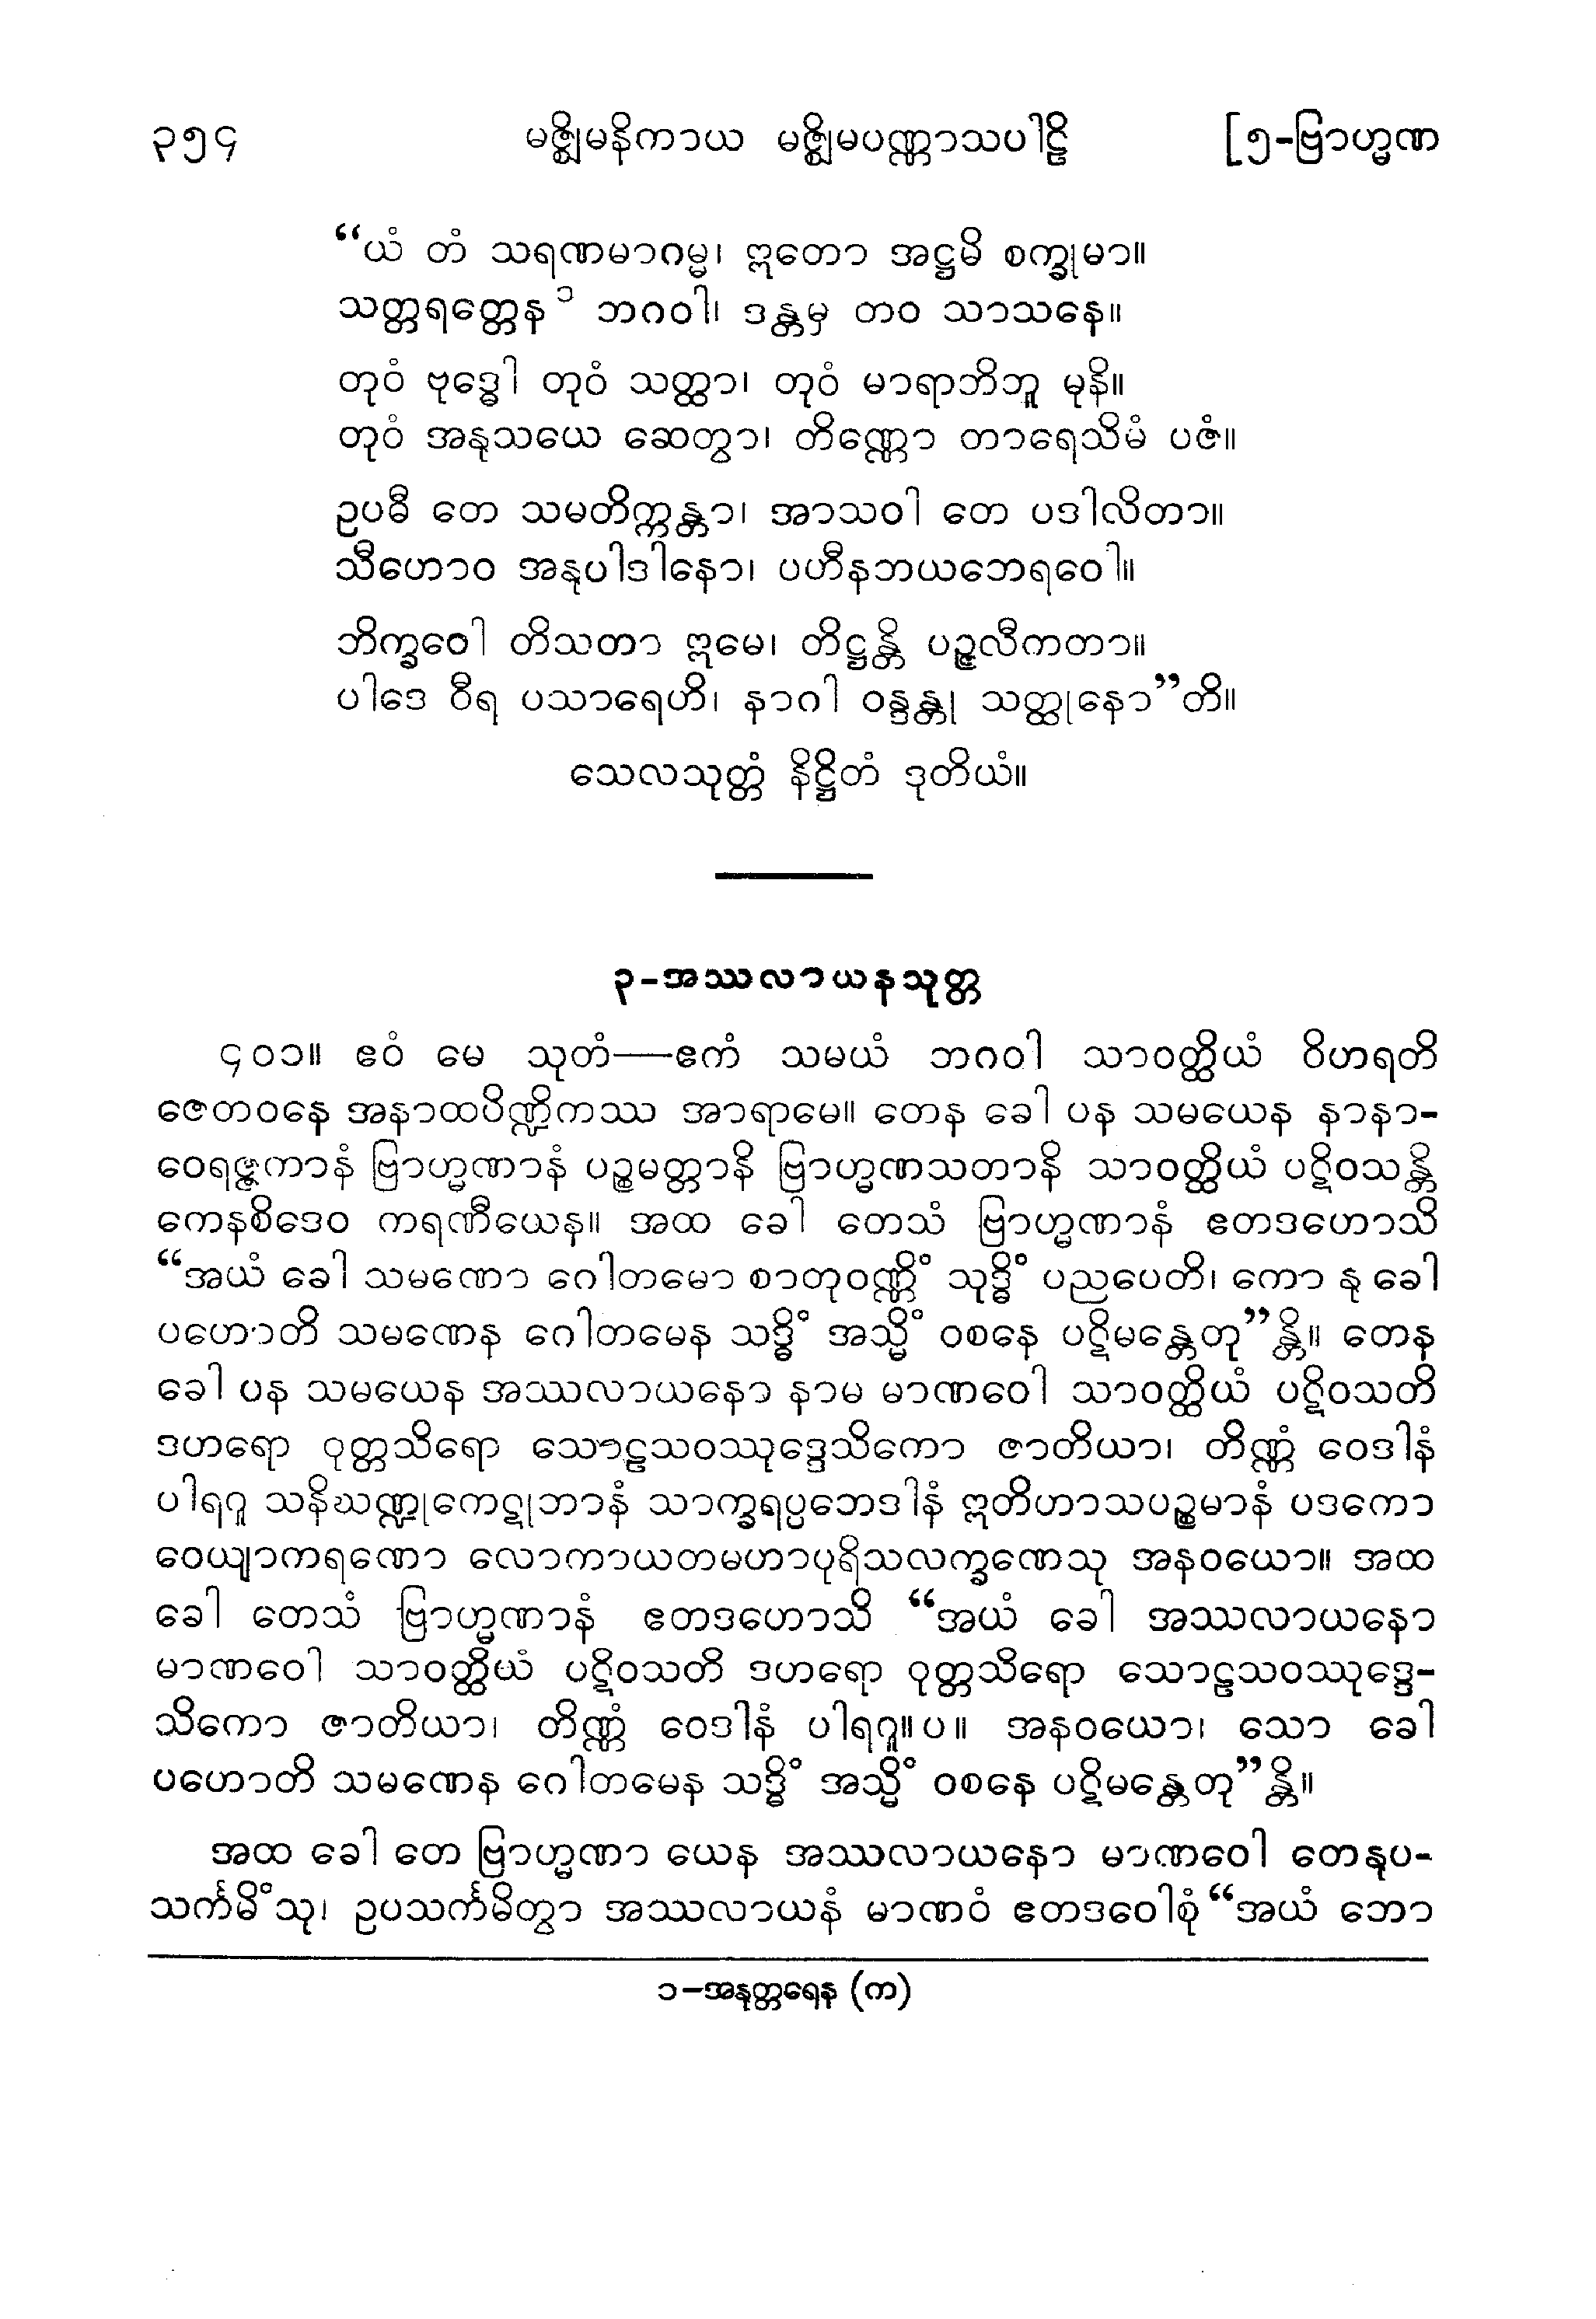 ၃၅၄ မဇ္ဈိမနိကာယ မဇ္ဈိမပဏ္ဏာသပါဠိ [၅-ဗြာဟ္မဏ
“ယံ တံ သရဏမာဂမ္မ၊ ဣတော အဋ္ဌမိ စက္ခုမာ။
သတ္တရတ္တေန ၁ ဘဂဝါ၊ ဒန္တမှ တဝ သာသနေ။
တုဝံ ဗုဒ္ဓေါ တုဝံ သတ္ထာ၊ တုဝံ မာရာဘိဘူ မုနိ။
တုဝံ အနုသယေ ဆေတွာ၊ တိဏ္ဏော တာရေသိမံ ပဇံ။
ဥပဓီ တေ သမတိက္ကန္တာ၊ အာသဝါ တေ ပဒါလိတာ။
သီဟောဝ အနုပါဒါနော၊ ပဟီနဘယဘေရဝေါ။
ဘိက္ခဝေါ တိသတာ ဣမေ၊ တိဋ္ဌန္တိ ပဉ္ဇလီကတာ။
ပါဒေ ဝီရ ပသာရေဟိ၊ နာဂါ ဝန္ဒန္တု သတ္ထုနော”တိ။
သေလသုတ္တံ နိဋ္ဌိတံ ဒုတိယံ။
၃-အဿလာယနသုတ္တ
၄၀၁။ ဧဝံ မေ သုတံ—ဧကံ သမယံ ဘဂဝါ သာဝတ္ထိယံ ဝိဟရတိ
ဇေတဝနေ အနာထပိဏ္ဍိကဿ အာရာမေ။ တေန ခေါ ပန သမယေန နာနာ-
ဝေရဇ္ဇကာနံ ဗြာဟ္မဏာနံ ပဉ္စမတ္တာနိ ဗြာဟ္မဏသတာနိ သာဝတ္ထိယံ ပဋိဝသန္တိ
ကေနစိဒေဝ ကရဏီယေန။ အထ ခေါ တေသံ ဗြာဟ္မဏာနံ ဧတဒဟောသိ
“အယံ ခေါ သမဏော ဂေါတမော စာတုဝဏ္ဏိံ သုဒ္ဓိံ ပညပေတိ၊ ကော နု ခေါ
ပဟောတိ သမဏေန ဂေါတမေန သဒ္ဓိံ အသ္မိံ ဝစနေ ပဋိမန္တေတု”န္တိ။ တေန
ခေါ ပန သမယေန အဿလာယနော နာမ မာဏဝေါ သာဝတ္ထိယံ ပဋိဝသတိ
ဒဟရော ဝုတ္တသိရော သောဠသဝဿုဒ္ဒေသိကော ဇာတိယာ၊ တိဏ္ဏံ ဝေဒါနံ
ပါရဂူ သနိဃဏ္ဍုကေဋုဘာနံ သာက္ခရပ္ပဘေဒါနံ ဣတိဟာသပဉ္စမာနံ ပဒကော
ဝေယျာကရဏော လောကာယတမဟာပုရိသလက္ခဏေသု အနဝယော။ အထ
ခေါ တေသံ ဗြာဟ္မဏာနံ ဧတဒဟောသိ “အယံ ခေါ အဿလာယနော
မာဏဝေါ သာဝတ္ထိယံ ပဋိဝသတိ ဒဟရော ဝုတ္တသိရော သောဠသဝဿုဒ္ဒေ-
သိကော ဇာတိယာ၊ တိဏ္ဏံ ဝေဒါနံ ပါရဂူ။ပ။ အနဝယော၊ သော ခေါ
ပဟောတိ သမဏေန ဂေါတမေန သဒ္ဓိံ အသ္မိံ ဝစနေ ပဋိမန္တေတု”န္တိ။
အထ ခေါ တေ ဗြာဟ္မဏာ ယေန အဿလာယနော မာဏဝေါ တေနုပ-
သင်္ကမိံသု၊ ဥပသင်္ကမိတွာ အဿလာယနံ မာဏဝံ ဧတဒဝေါစုံ “အယံ ဘော
၁-အနုတ္တရေန (က)